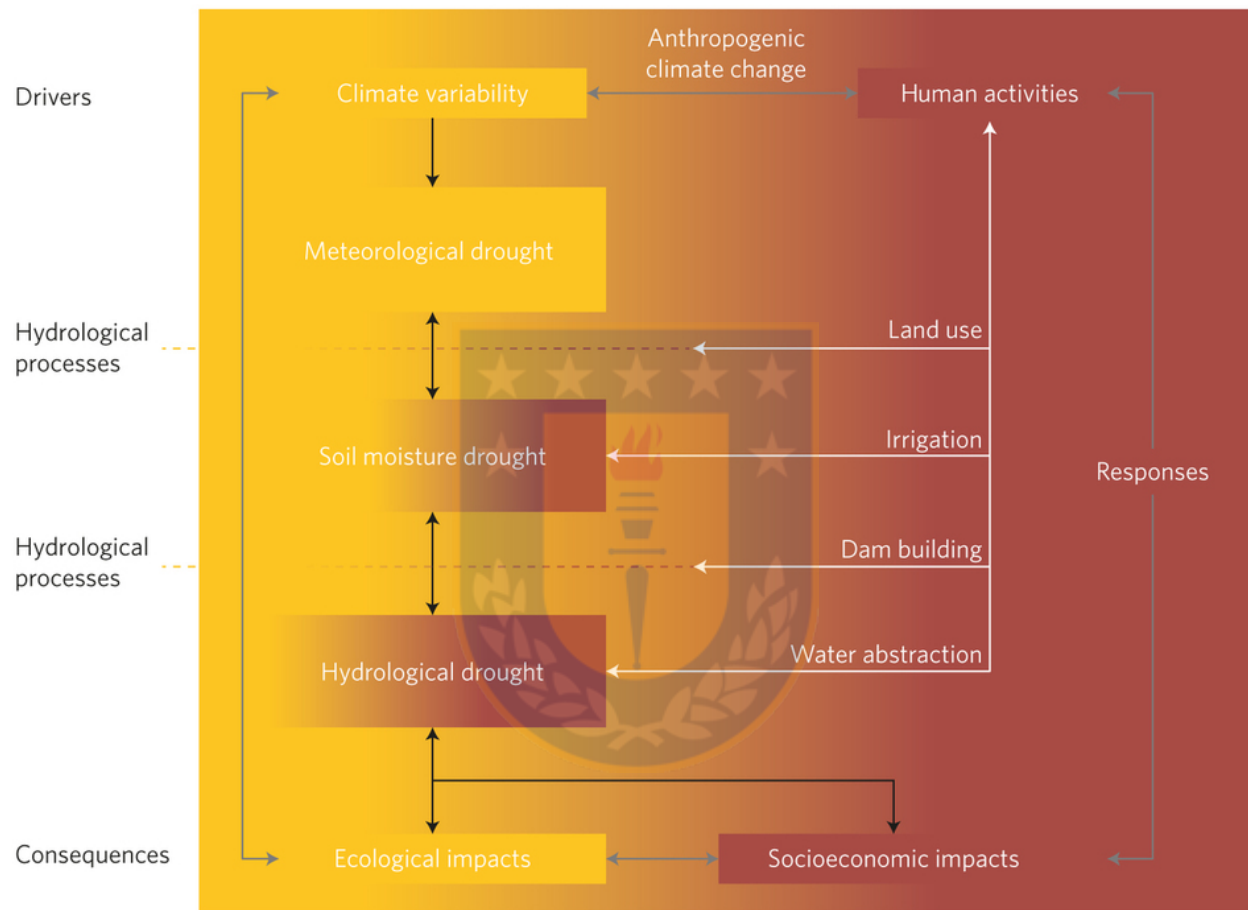 Anthropogenic
climate change
Drivers
Climate variability
Human activities
Meteorological drought
Hydrological
processes
Land use
Soil moisture drought
Irrigation
Responses
Hydrological
processes
Dam building
Hydrological drought
Water abstraction
Consequences
Ecological impacts
Socioeconomic impacts